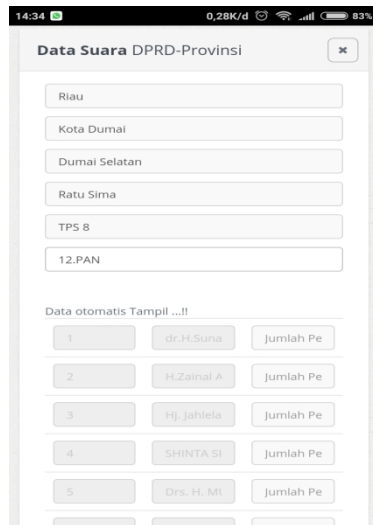 14:34 0,28K/d 83%
Data Suara DPRD-Provinsi ×
Riau
Kota Dumai
Dumai Selatan
Ratu Sima
TPS 8
12.PAN
Data otomatis Tampil ...!!
1 dr.H.Suna Jumlah Pe
2 H.Zainal A Jumlah Pe
3 Hj. Jahlela Jumlah Pe
4 SHINTA SI Jumlah Pe
5 Drs. H. MU Jumlah Pe